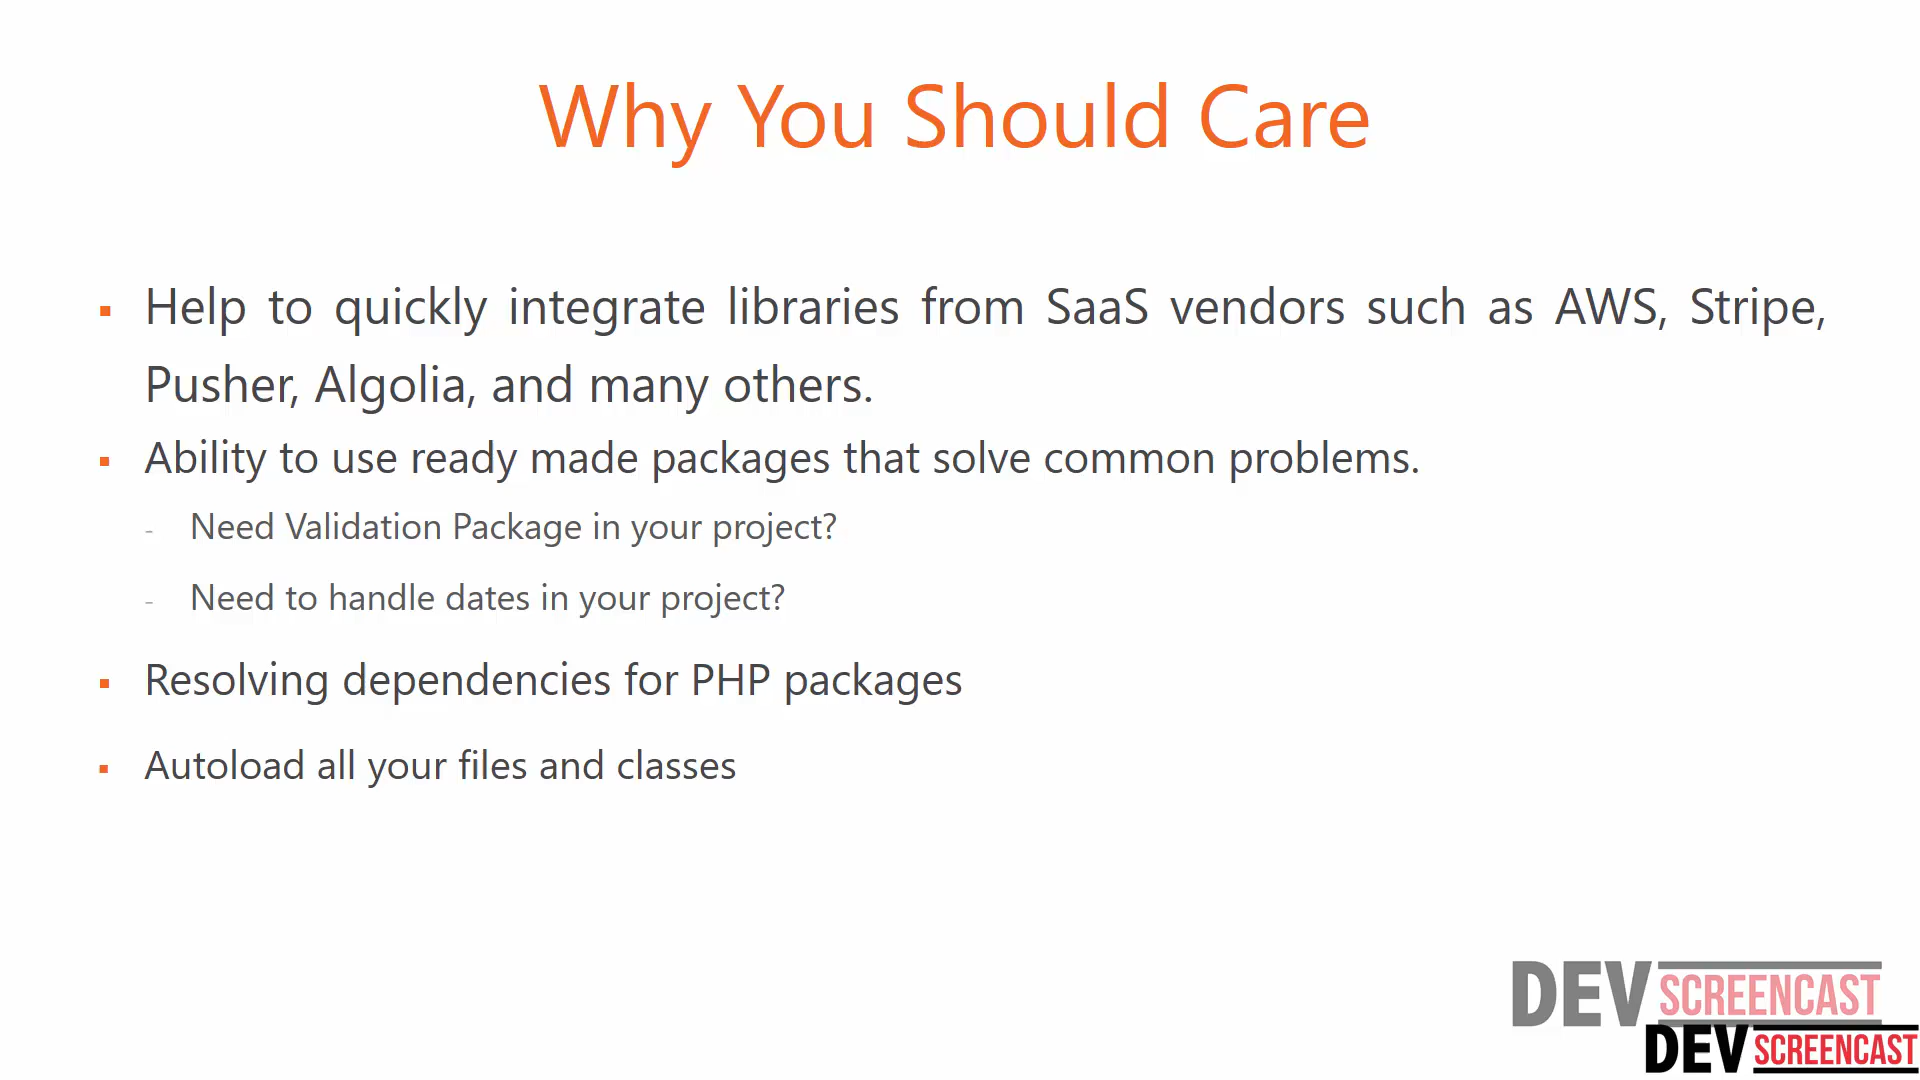 Why You Should Care
Help to quickly integrate libraries from SaaS vendors such as AWS, Stripe,
Pusher, Algolia, and many others.
Ability to use ready made packages that solve common problems.
- Need Validation Package in your project?
- Need to handle dates in your project?
Resolving dependencies for PHP packages
Autoload all your files and classes
DEV SCREENCAST
DEV SCREENCAST